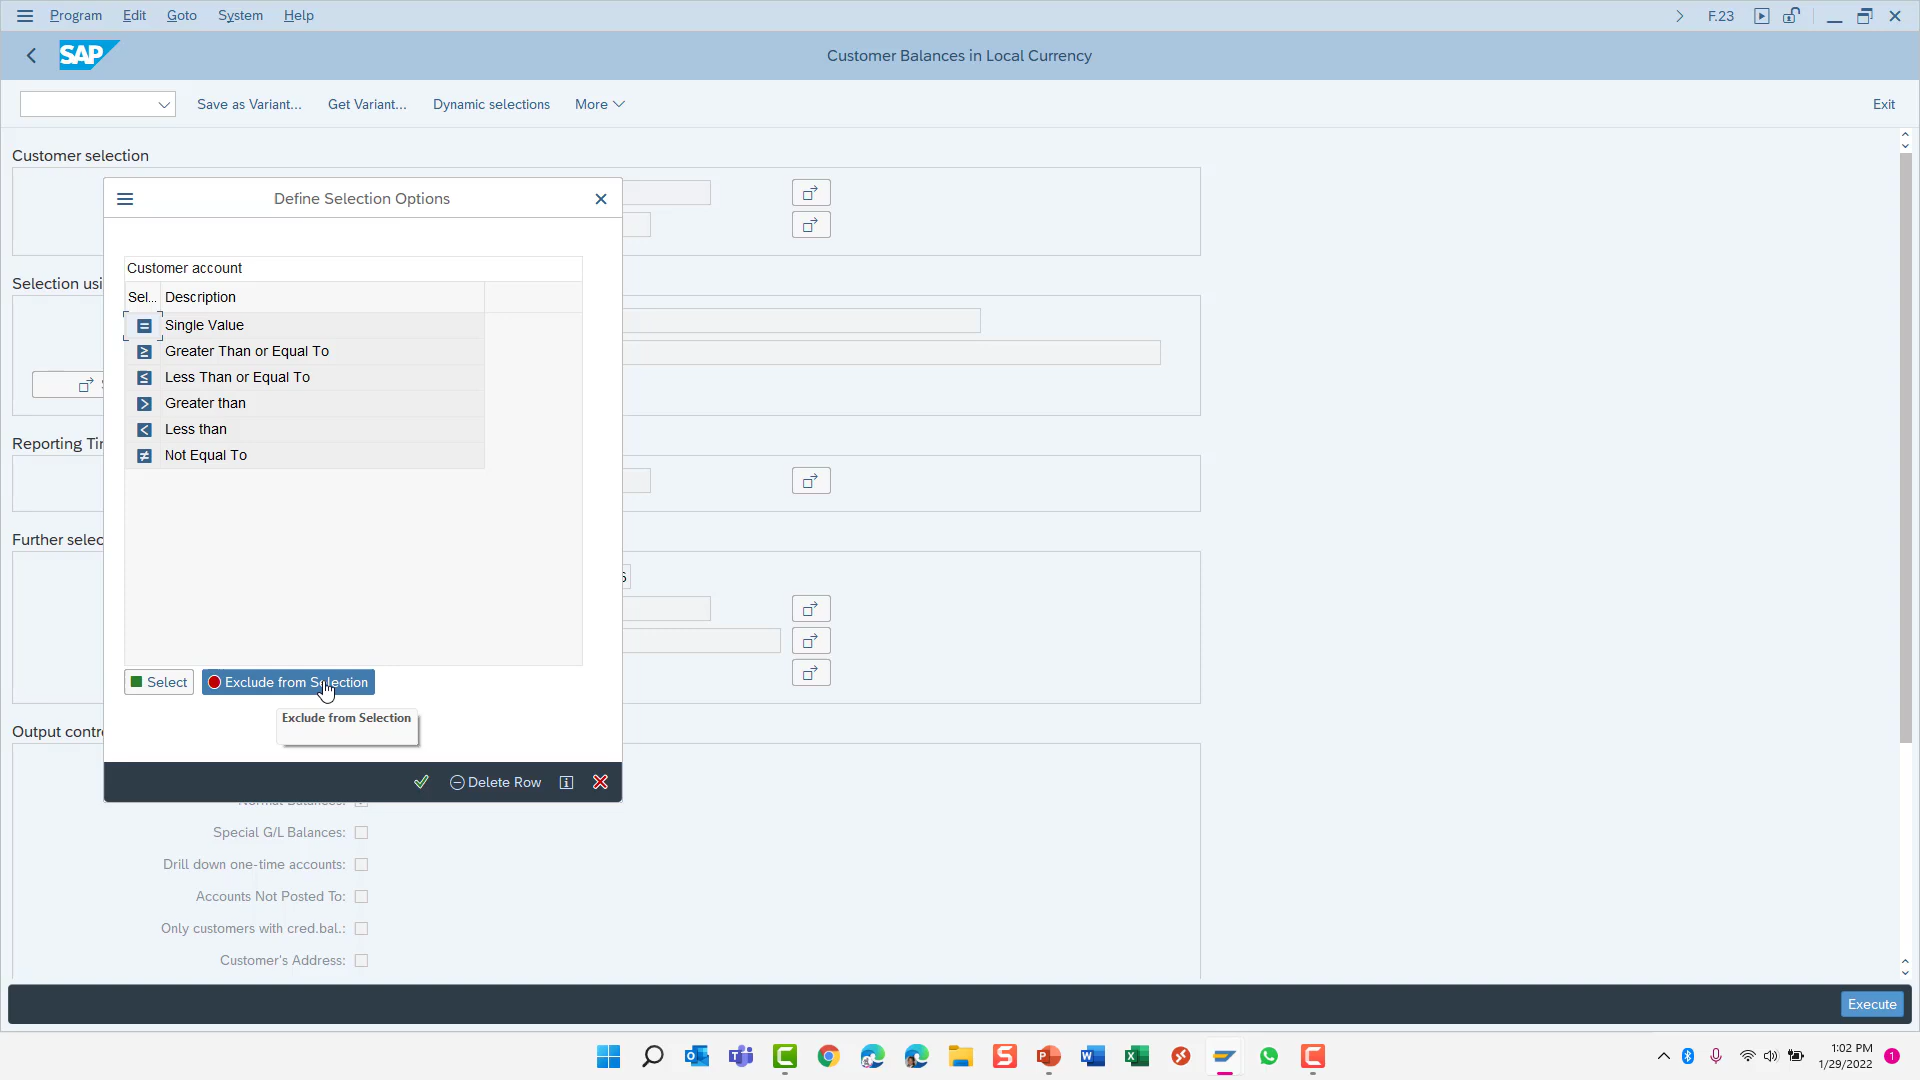 Program Edit Goto System Help F.23
SAP Customer Balances in Local Currency
Save as Variant... Get Variant... Dynamic selections More Exit
Customer selection
Define Selection Options
Customer account
Selection usi
Sel... Description
= Single Value
≥ Greater Than or Equal To
≤ Less Than or Equal To
> Greater than
< Less than
≠ Not Equal To
Reporting Tir
Further selec
Select Exclude from Selection
Exclude from Selection
Output contr
Delete Row
Normal Balances:
Special G/L Balances:
Drill down one-time accounts:
Accounts Not Posted To:
Only customers with cred.bal.:
Customer's Address:
Execute
1:02 PM
1/29/2022
1